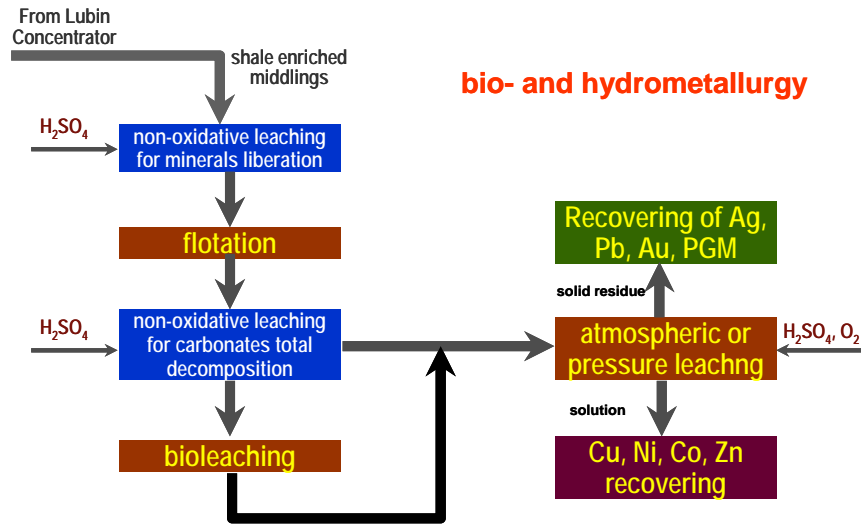 From Lubin
Concentrator
shale enriched
middlings
bio- and hydrometallurgy
H₂SO₄
non-oxidative leaching
for minerals liberation
flotation
H₂SO₄
non-oxidative leaching
for carbonates total
decomposition
bioleaching
Recovering of Ag,
Pb, Au, PGM
solid residue
atmospheric or
pressure leachng
H₂SO₄, O₂
solution
Cu, Ni, Co, Zn
recovering